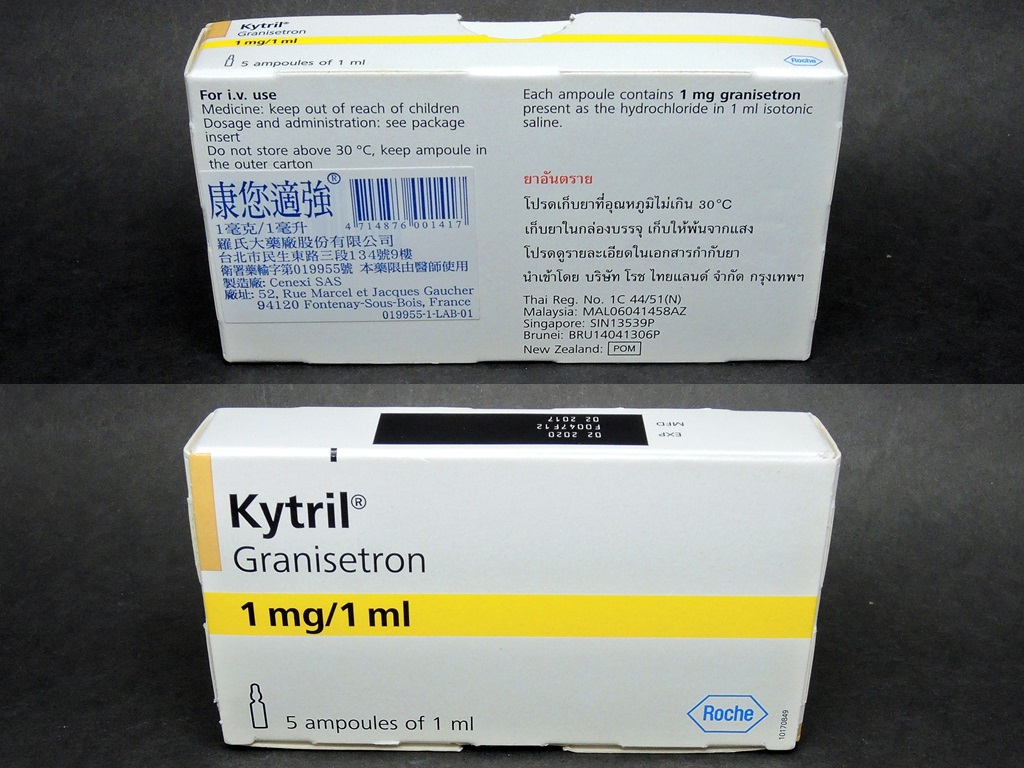 Kytril®
Granisetron
1 mg/1 ml
5 ampoules of 1 ml
Roche
For i.v. use
Medicine: keep out of reach of children
Dosage and administration: see package
insert
Do not store above 30 °C, keep ampoule in
the outer carton
康您適強®
4 714876 001417
1毫克/1毫升
羅氏大藥廠股份有限公司
台北市民生東路三段134號9樓
衛署藥輸字第019955號 本藥限由醫師使用
製造廠: Cenexi SAS
廠址: 52, Rue Marcel et Jacques Gaucher
94120 Fontenay-Sous-Bois, France
019955-1-LAB-01
Each ampoule contains 1 mg granisetron
present as the hydrochloride in 1 ml isotonic
saline.
ยาอันตราย
โปรดเก็บยาที่อุณหภูมิไม่เกิน 30°C
เก็บยาในกล่องบรรจุ เก็บให้พ้นจากแสง
โปรดดูรายละเอียดในเอกสารกำกับยา
นำเข้าโดย บริษัท โรช ไทยแลนด์ จำกัด กรุงเทพฯ
Thai Reg. No. 1C 44/51(N)
Malaysia: MAL06041458AZ
Singapore: SIN13539P
Brunei: BRU14041306P
New Zealand: POM
EXP 02 2020
F0047F12
MFD 02 2017
Kytril®
Granisetron
1 mg/1 ml
5 ampoules of 1 ml
Roche
10170849